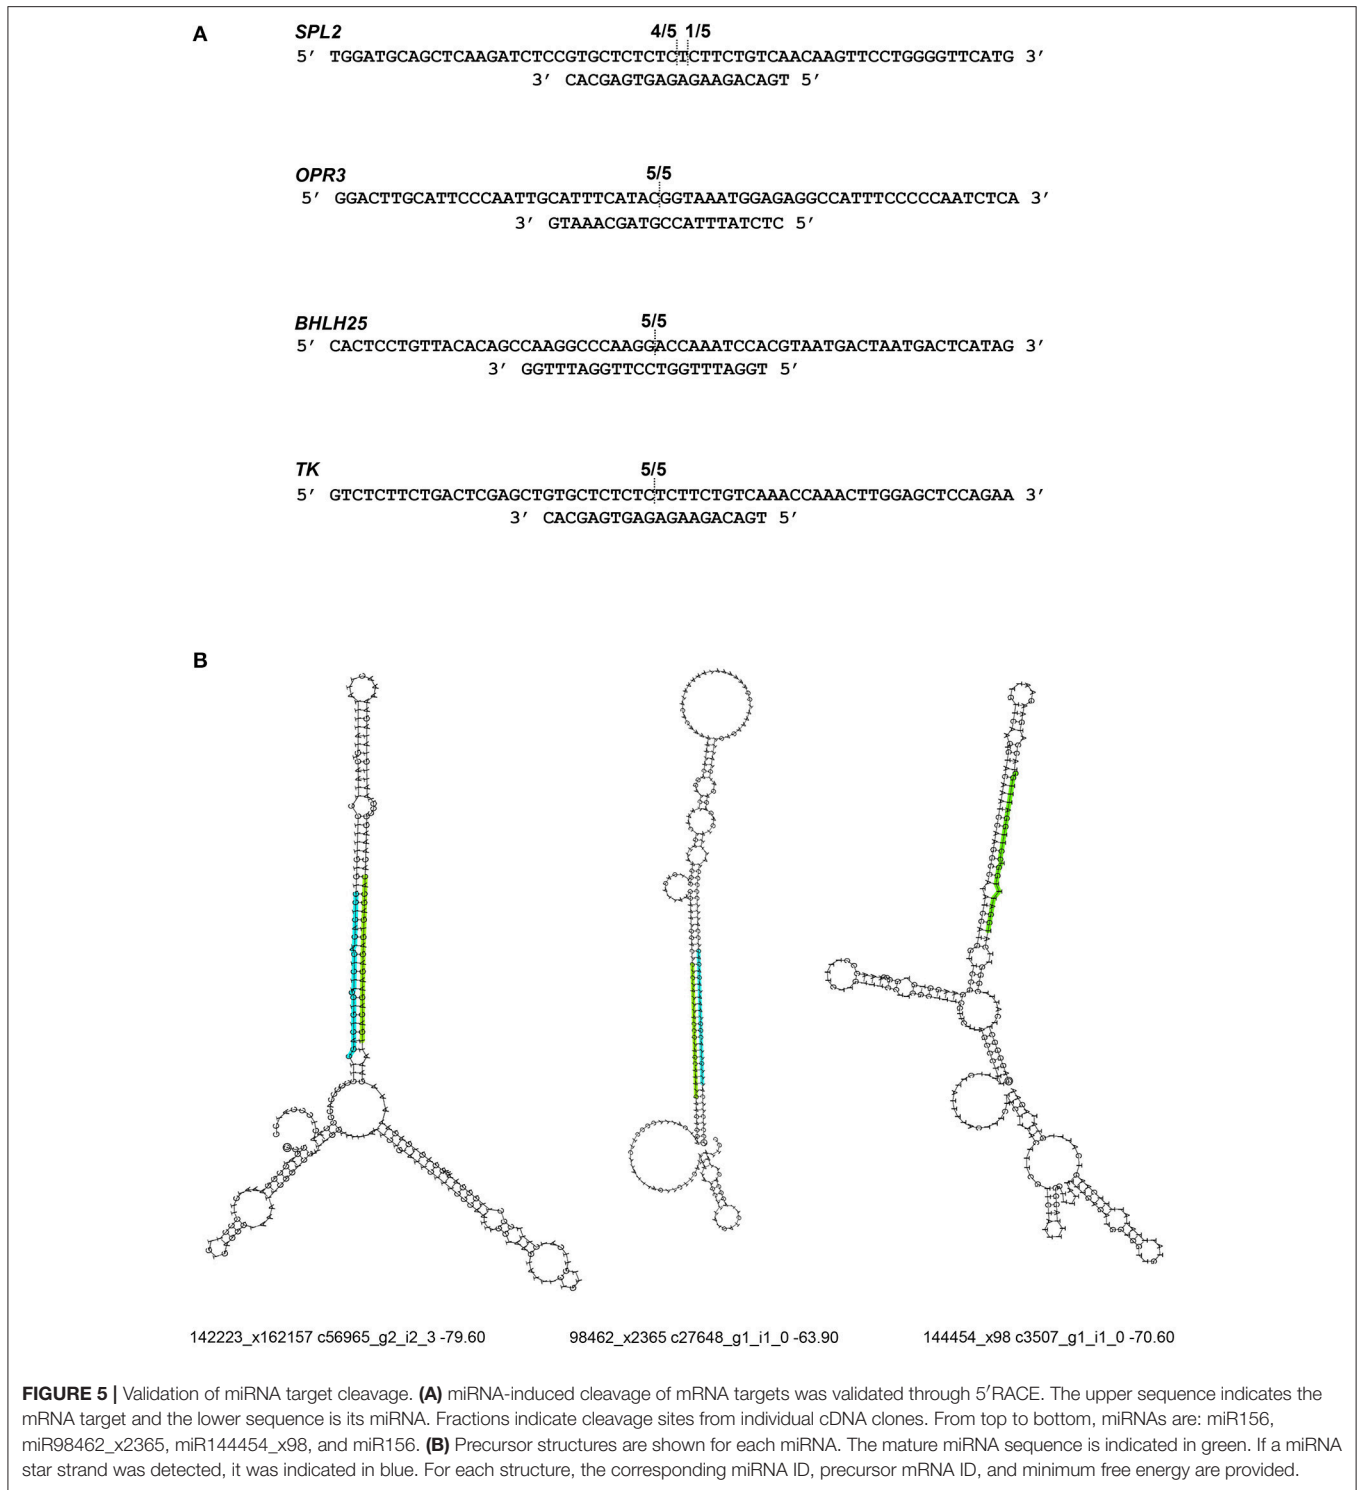 A
SPL2
4/5 1/5
5′ TGGATGCAGCTCAAGATCTCCGTGCTCTCTCTCTTCTGTCAACAAGTTCCTGGGGTTCATG 3′
3′ CACGAGTGAGAGAAGACAGT 5′
OPR3
5/5
5′ GGACTTGCATTCCCAATTGCATTTCATACGGTAAATGGAGAGGCCATTTCCCCCAATCTCA 3′
3′ GTAAACGATGCCATTTATCTC 5′
BHLH25
5/5
5′ CACTCCTGTTACACAGCCAAGGCCCAAGGACCAAATCCACGTAATGACTAATGACTCATAG 3′
3′ GGTTTAGGTTCCTGGTTTAGGT 5′
TK
5/5
5′ GTCTCTTCTGACTCGAGCTGTGCTCTCTCTCTTCTGTCAAACCAAACTTGGAGCTCCAGAA 3′
3′ CACGAGTGAGAGAAGACAGT 5′
B
142223_x162157 c56965_g2_i2_3 -79.60
98462_x2365 c27648_g1_i1_0 -63.90
144454_x98 c3507_g1_i1_0 -70.60
FIGURE 5 | Validation of miRNA target cleavage. (A) miRNA-induced cleavage of mRNA targets was validated through 5′RACE. The upper sequence indicates the
mRNA target and the lower sequence is its miRNA. Fractions indicate cleavage sites from individual cDNA clones. From top to bottom, miRNAs are: miR156,
miR98462_x2365, miR144454_x98, and miR156. (B) Precursor structures are shown for each miRNA. The mature miRNA sequence is indicated in green. If a miRNA
star strand was detected, it was indicated in blue. For each structure, the corresponding miRNA ID, precursor mRNA ID, and minimum free energy are provided.